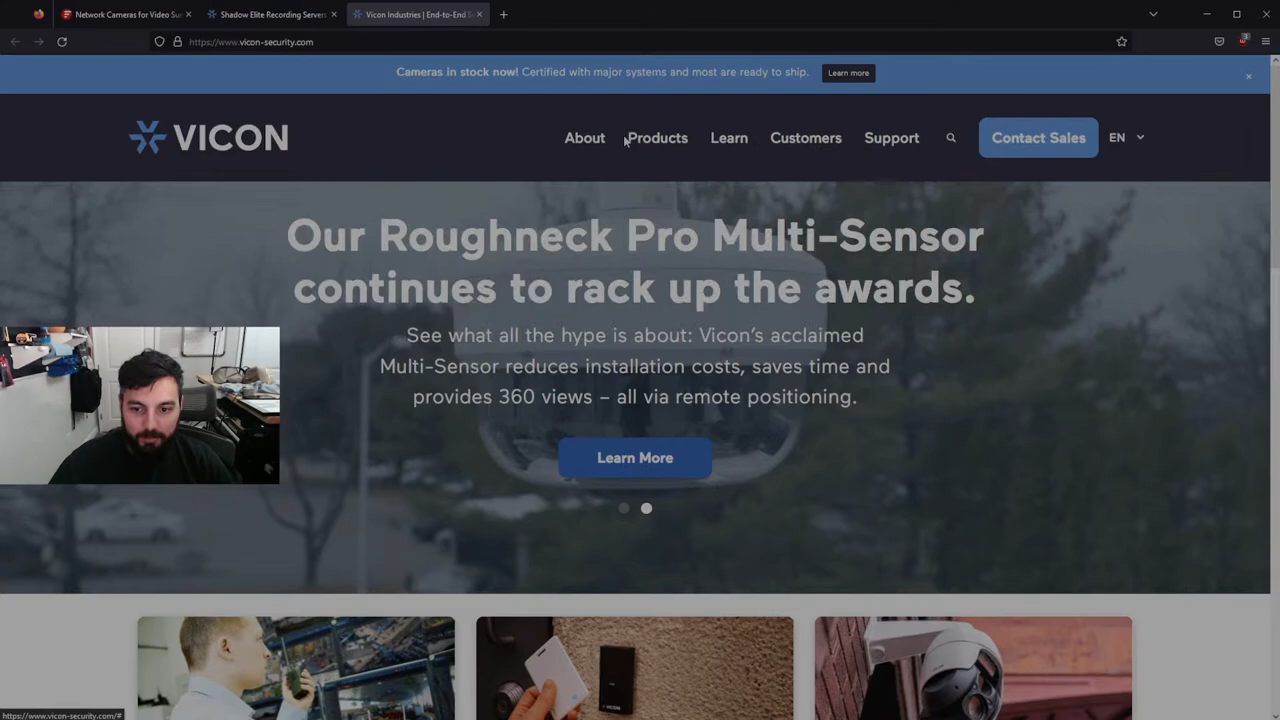 Network Cameras for Video Su
Shadow Elite Recording Servers
Vicon Industries | End-to-End S
https://www.vicon-security.com
3
Cameras in stock now! Certified with major systems and most are ready to ship.
Learn more
VICON
About
Products
Learn
Customers
Support
Contact Sales
EN
Our Roughneck Pro Multi-Sensor
continues to rack up the awards.
See what all the hype is about: Vicon's acclaimed
Multi-Sensor reduces installation costs, saves time and
provides 360 views – all via remote positioning.
Learn More
VICON
https://www.vicon-security.com/#